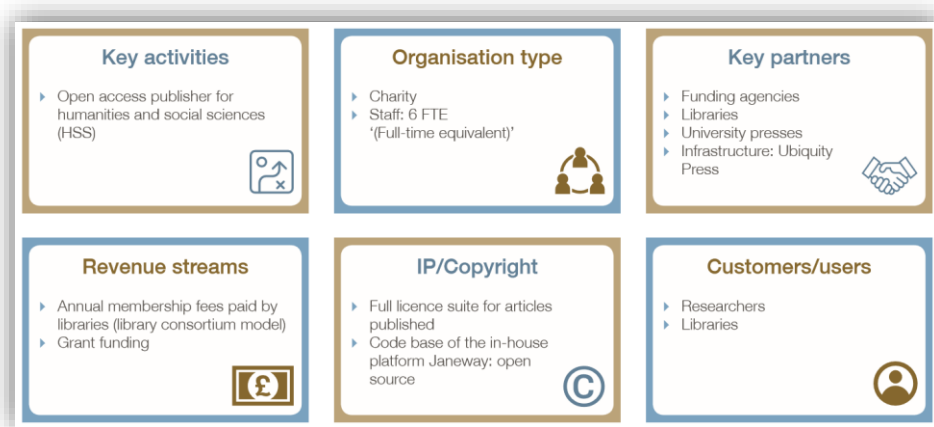 Key activities
Open access publisher for
humanities and social sciences
(HSS)
Organisation type
Charity
Staff: 6 FTE
‘(Full-time equivalent)’
Key partners
Funding agencies
Libraries
University presses
Infrastructure: Ubiquity
Press
Revenue streams
Annual membership fees paid by
libraries (library consortium model)
Grant funding
£
IP/Copyright
Full licence suite for articles
published
Code base of the in-house
platform Janeway: open
source
©
Customers/users
Researchers
Libraries